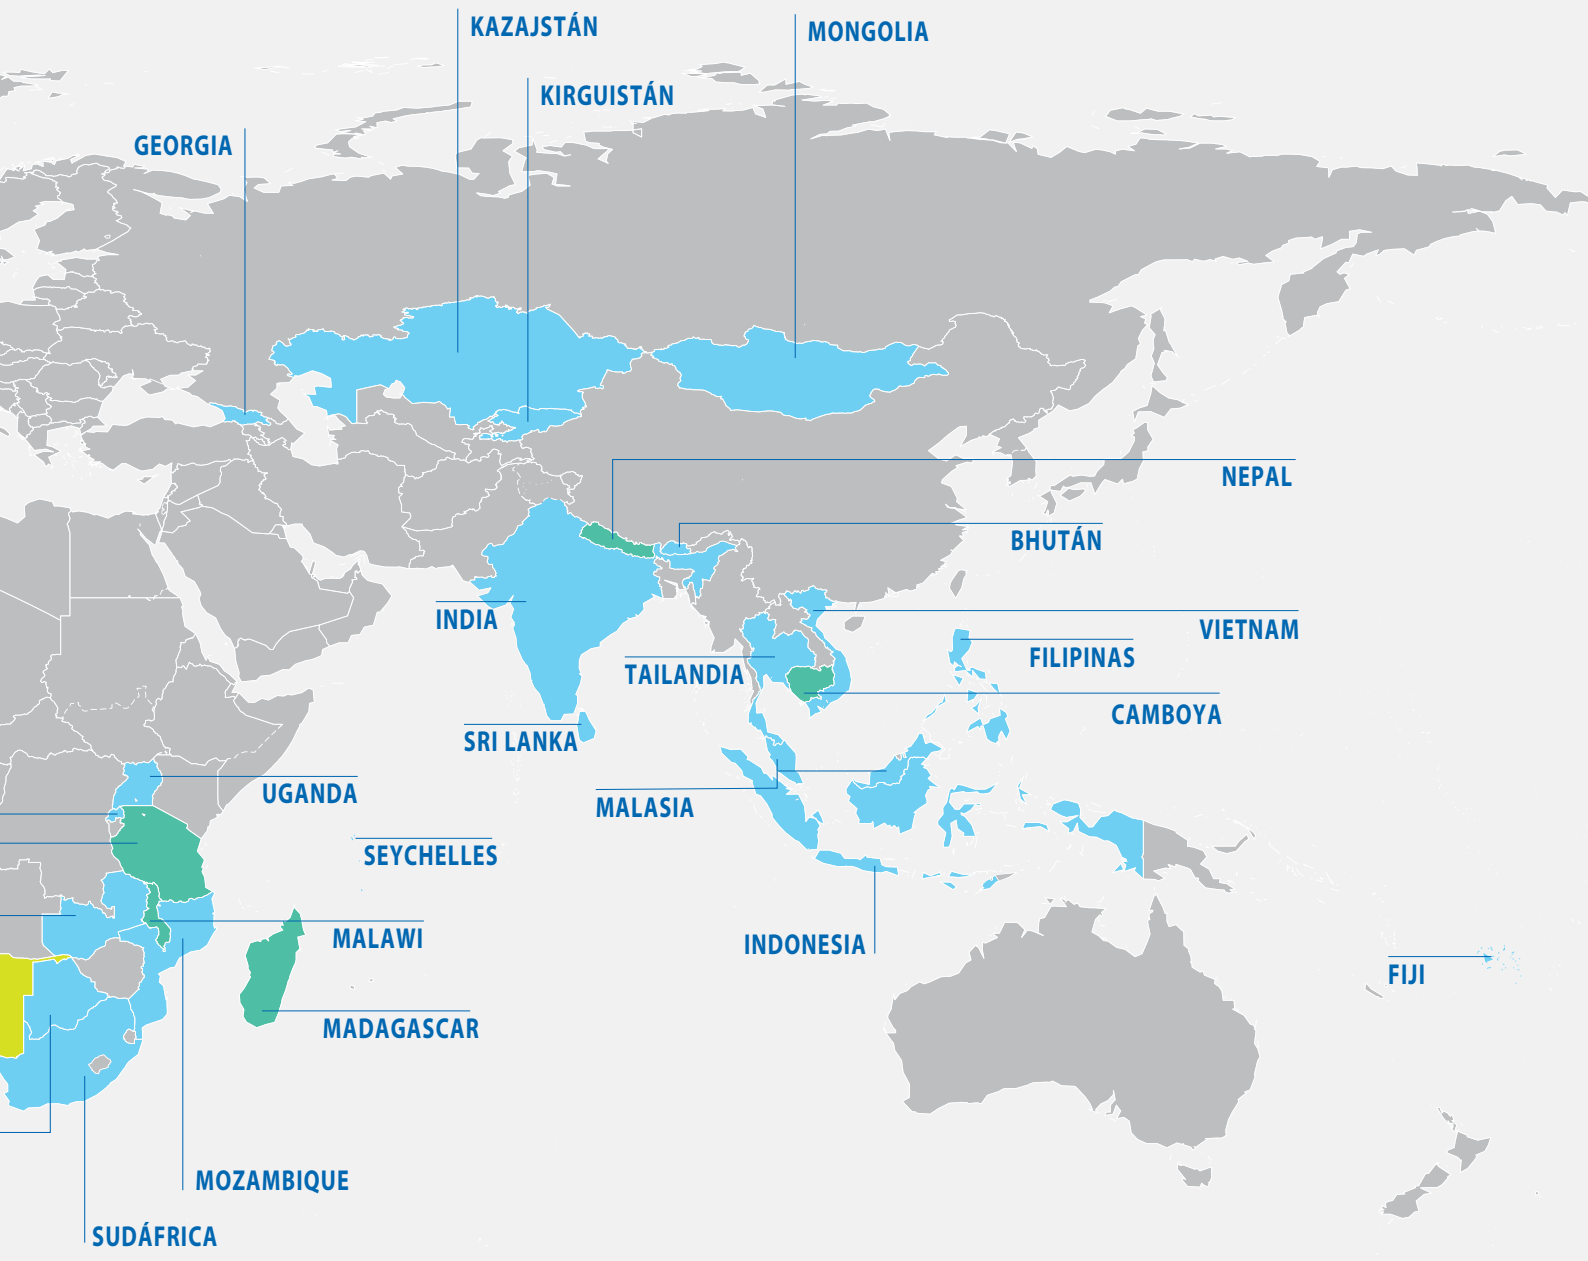 KAZAJSTÁN
MONGOLIA
KIRGUISTÁN
GEORGIA
NEPAL
BHUTÁN
INDIA
VIETNAM
FILIPINAS
TAILANDIA
CAMBOYA
SRI LANKA
UGANDA
MALASIA
SEYCHELLES
MALAWI
INDONESIA
FIJI
MADAGASCAR
MOZAMBIQUE
SUDÁFRICA